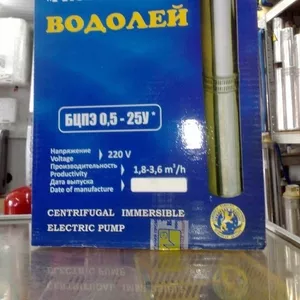 ВОДОЛЕЙ
БЦПЭ 0,5 - 25У*
Напряжение
Voltage
220 V
Производительность
Productivity
1,8-3,6 m³/h
Дата выпуска
Date of manufacture
CENTRIFUGAL IMMERSIBLE
ELECTRIC PUMP